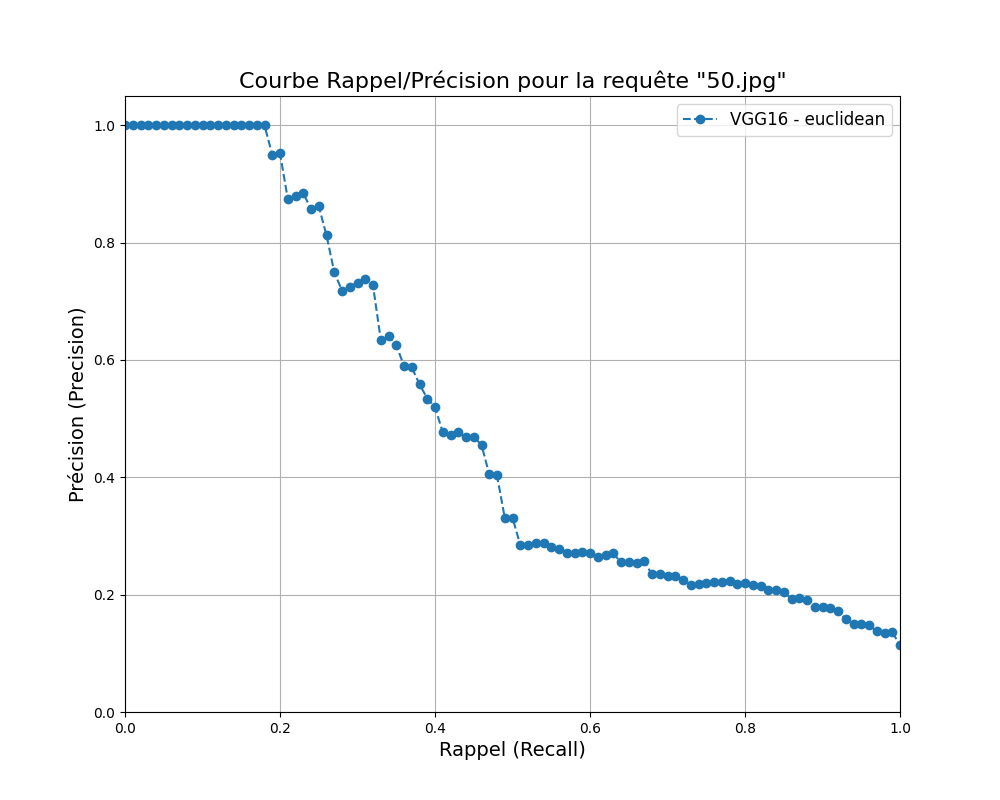 Courbe Rappel/Précision pour la requête "50.jpg"
VGG16 - euclidean
Précision (Precision)
1.0
0.8
0.6
0.4
0.2
0.0
0.0 0.2 0.4 0.6 0.8 1.0
Rappel (Recall)